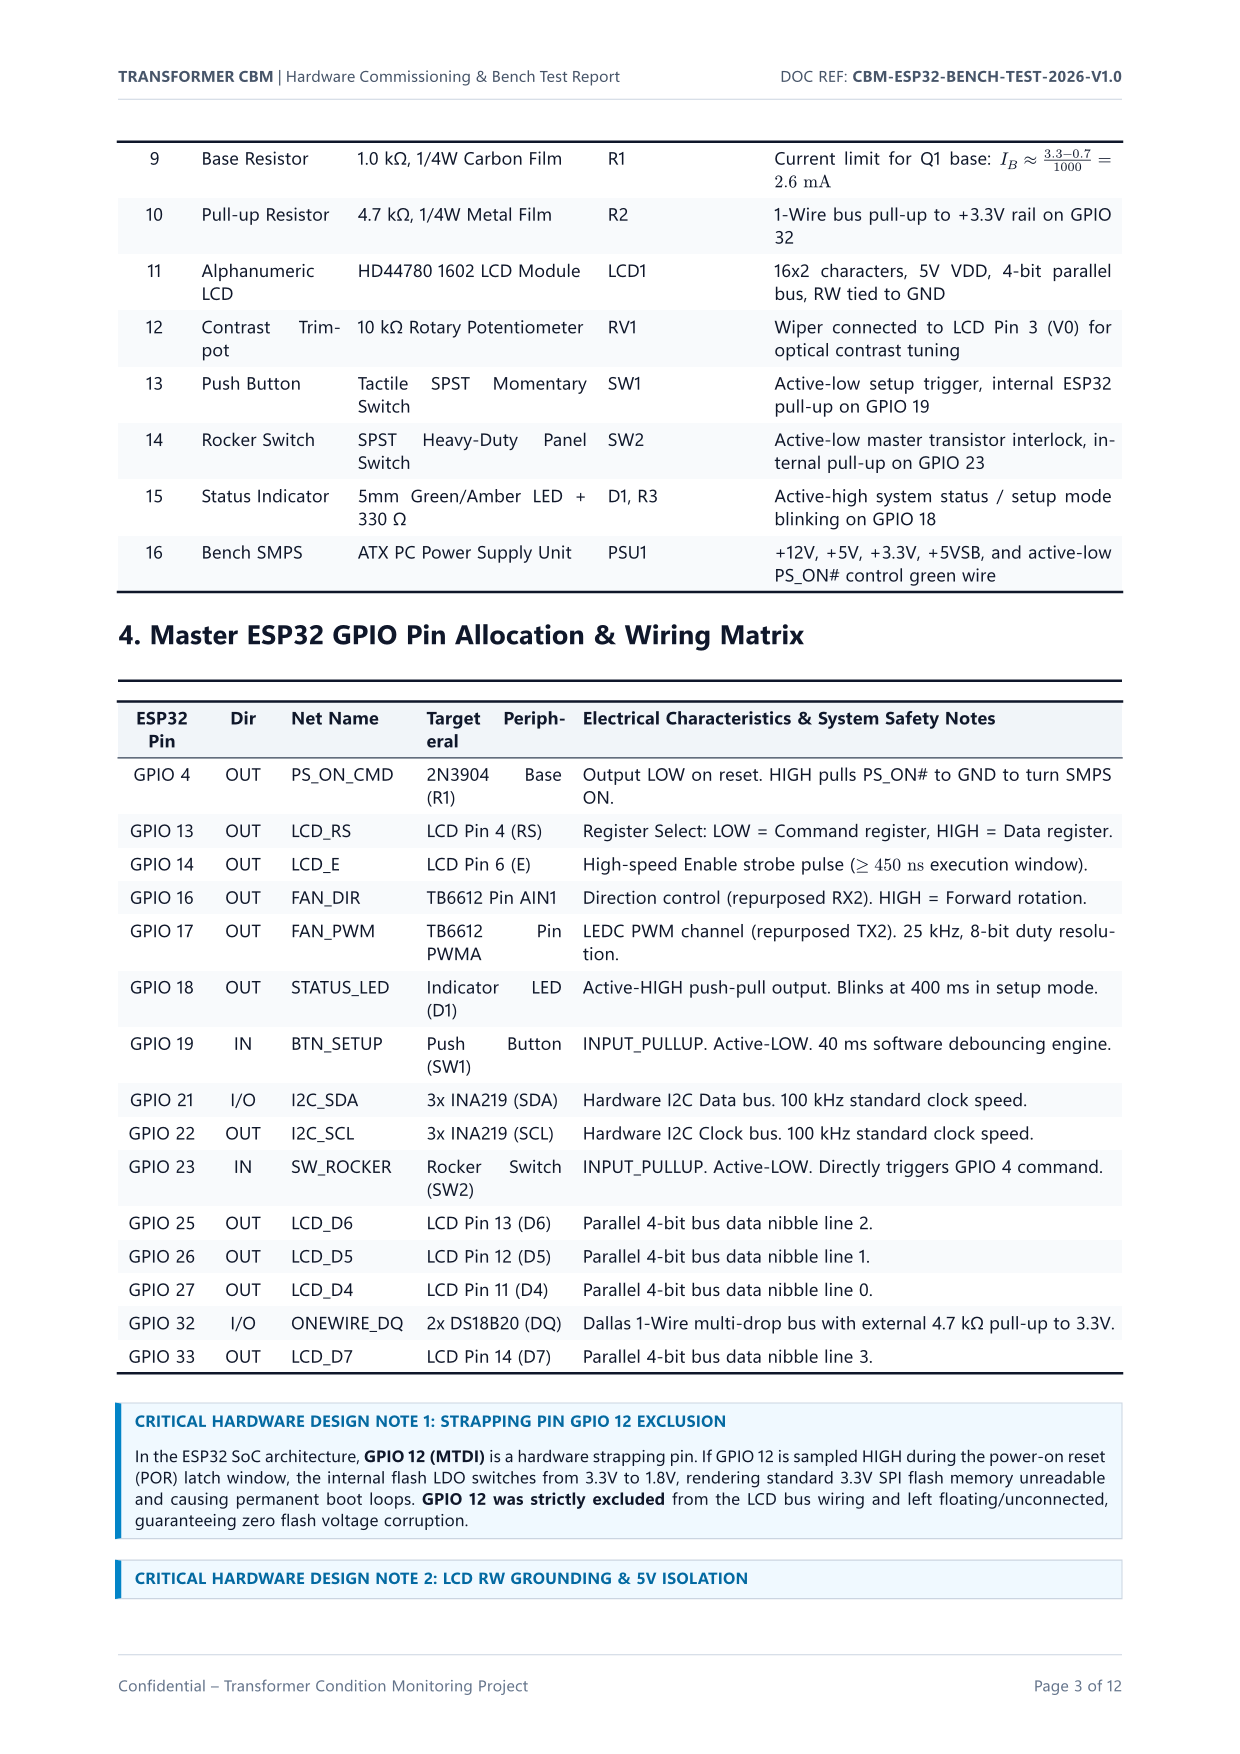 TRANSFORMER CBM | Hardware Commissioning & Bench Test Report DOC REF: CBM-ESP32-BENCH-TEST-2026-V1.0
9 Base Resistor 1.0 kΩ, 1/4W Carbon Film R1 Current limit for Q1 base: I_B ≈ (3.3−0.7)/1000 =
2.6 mA
10 Pull-up Resistor 4.7 kΩ, 1/4W Metal Film R2 1-Wire bus pull-up to +3.3V rail on GPIO
32
11 Alphanumeric HD44780 1602 LCD Module LCD1 16x2 characters, 5V VDD, 4-bit parallel
LCD bus, RW tied to GND
12 Contrast Trim- 10 kΩ Rotary Potentiometer RV1 Wiper connected to LCD Pin 3 (V0) for
pot optical contrast tuning
13 Push Button Tactile SPST Momentary SW1 Active-low setup trigger, internal ESP32
Switch pull-up on GPIO 19
14 Rocker Switch SPST Heavy-Duty Panel SW2 Active-low master transistor interlock, in-
Switch ternal pull-up on GPIO 23
15 Status Indicator 5mm Green/Amber LED + D1, R3 Active-high system status / setup mode
330 Ω blinking on GPIO 18
16 Bench SMPS ATX PC Power Supply Unit PSU1 +12V, +5V, +3.3V, +5VSB, and active-low
PS_ON# control green wire
4. Master ESP32 GPIO Pin Allocation & Wiring Matrix
ESP32 Dir Net Name Target Periph- Electrical Characteristics & System Safety Notes
Pin eral
GPIO 4 OUT PS_ON_CMD 2N3904 Base Output LOW on reset. HIGH pulls PS_ON# to GND to turn SMPS
(R1) ON.
GPIO 13 OUT LCD_RS LCD Pin 4 (RS) Register Select: LOW = Command register, HIGH = Data register.
GPIO 14 OUT LCD_E LCD Pin 6 (E) High-speed Enable strobe pulse (≥ 450 ns execution window).
GPIO 16 OUT FAN_DIR TB6612 Pin AIN1 Direction control (repurposed RX2). HIGH = Forward rotation.
GPIO 17 OUT FAN_PWM TB6612 Pin LEDC PWM channel (repurposed TX2). 25 kHz, 8-bit duty resolu-
PWMA tion.
GPIO 18 OUT STATUS_LED Indicator LED Active-HIGH push-pull output. Blinks at 400 ms in setup mode.
(D1)
GPIO 19 IN BTN_SETUP Push Button INPUT_PULLUP. Active-LOW. 40 ms software debouncing engine.
(SW1)
GPIO 21 I/O I2C_SDA 3x INA219 (SDA) Hardware I2C Data bus. 100 kHz standard clock speed.
GPIO 22 OUT I2C_SCL 3x INA219 (SCL) Hardware I2C Clock bus. 100 kHz standard clock speed.
GPIO 23 IN SW_ROCKER Rocker Switch INPUT_PULLUP. Active-LOW. Directly triggers GPIO 4 command.
(SW2)
GPIO 25 OUT LCD_D6 LCD Pin 13 (D6) Parallel 4-bit bus data nibble line 2.
GPIO 26 OUT LCD_D5 LCD Pin 12 (D5) Parallel 4-bit bus data nibble line 1.
GPIO 27 OUT LCD_D4 LCD Pin 11 (D4) Parallel 4-bit bus data nibble line 0.
GPIO 32 I/O ONEWIRE_DQ 2x DS18B20 (DQ) Dallas 1-Wire multi-drop bus with external 4.7 kΩ pull-up to 3.3V.
GPIO 33 OUT LCD_D7 LCD Pin 14 (D7) Parallel 4-bit bus data nibble line 3.
CRITICAL HARDWARE DESIGN NOTE 1: STRAPPING PIN GPIO 12 EXCLUSION
In the ESP32 SoC architecture, GPIO 12 (MTDI) is a hardware strapping pin. If GPIO 12 is sampled HIGH during the power-on reset
(POR) latch window, the internal flash LDO switches from 3.3V to 1.8V, rendering standard 3.3V SPI flash memory unreadable
and causing permanent boot loops. GPIO 12 was strictly excluded from the LCD bus wiring and left floating/unconnected,
guaranteeing zero flash voltage corruption.
CRITICAL HARDWARE DESIGN NOTE 2: LCD RW GROUNDING & 5V ISOLATION
Confidential – Transformer Condition Monitoring Project Page 3 of 12